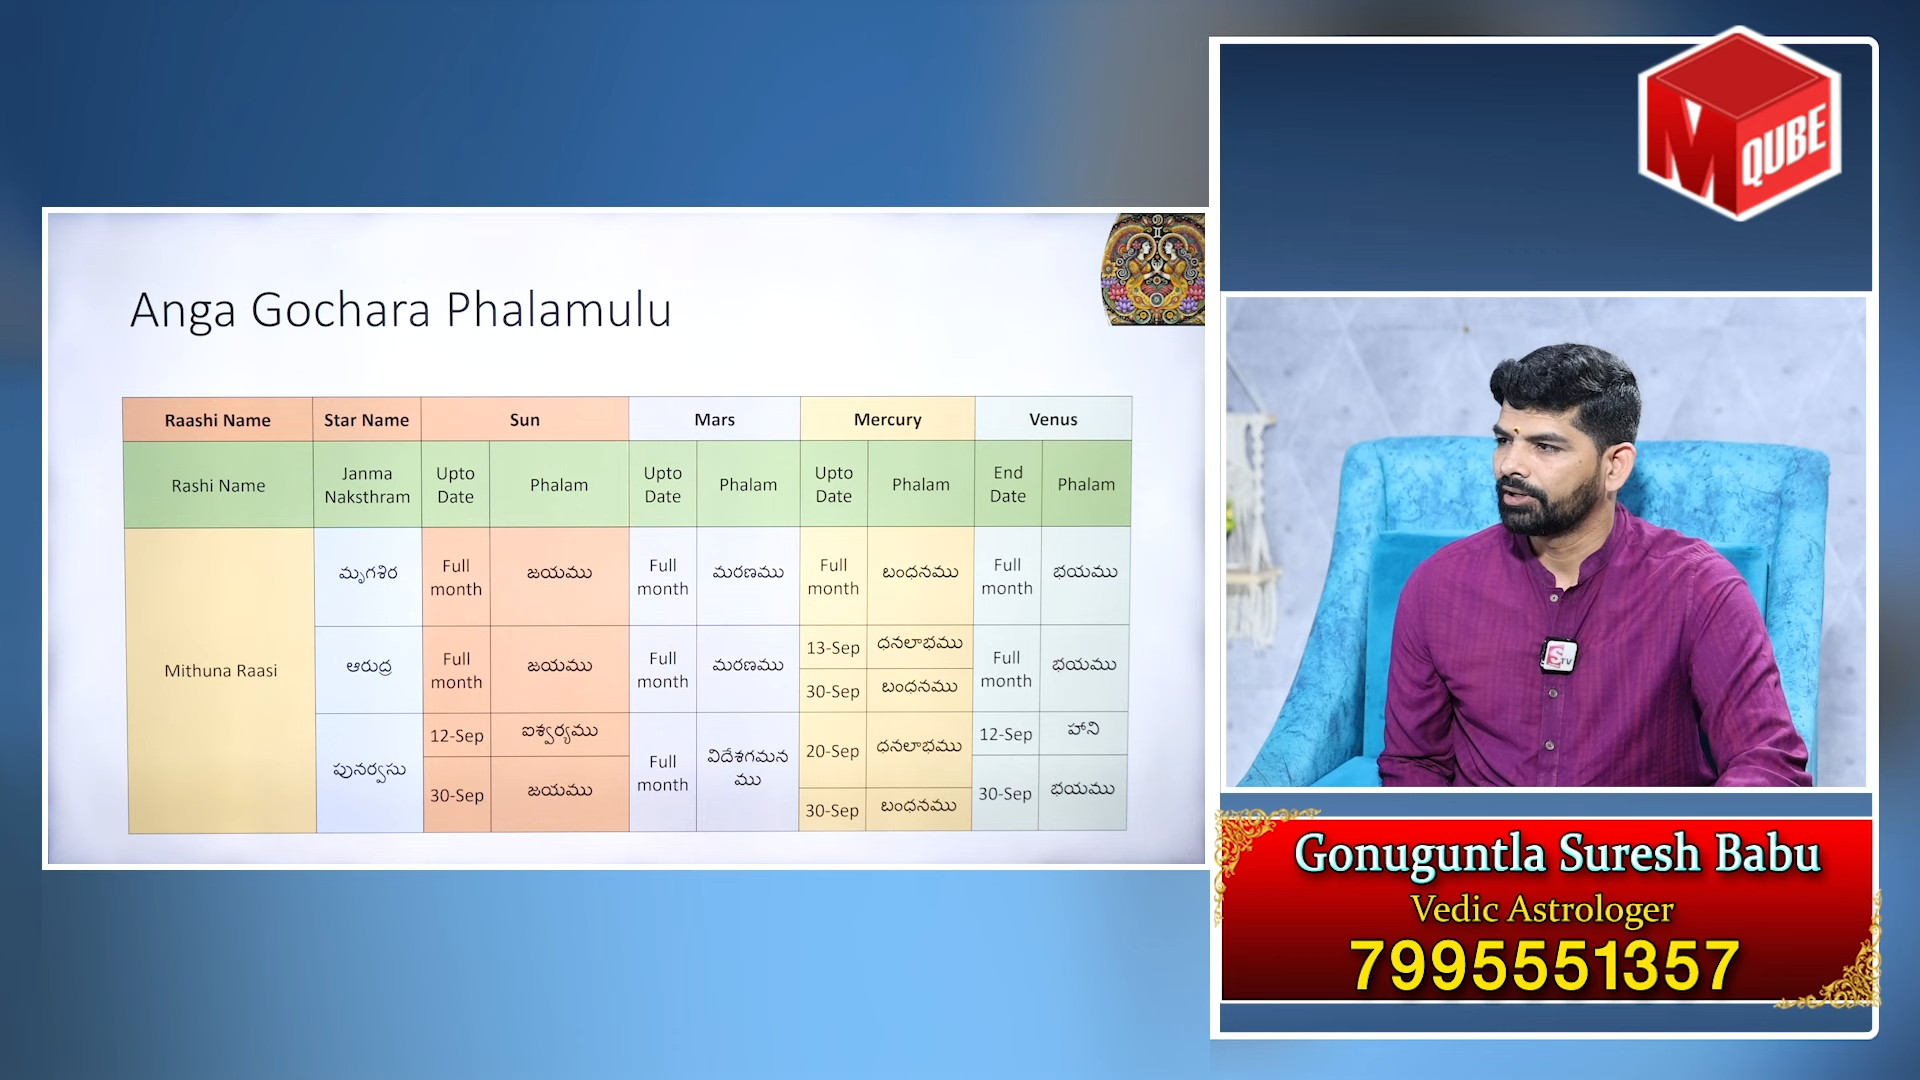 M QUBE
Anga Gochara Phalamulu
Raashi Name Star Name Sun Mars Mercury Venus
Rashi Name Janma Naksthram Upto Date Phalam Upto Date Phalam Upto Date Phalam End Date Phalam
Mithuna Raasi
మృగశిర Full month జయము Full month మరణము Full month బంధనము Full month భయము
ఆరుద్ర Full month జయము Full month మరణము 13-Sep ధనలాభము Full month భయము
30-Sep బంధనము
పునర్వసు 12-Sep ఐశ్వర్యము Full month విదేశగమనము 20-Sep ధనలాభము 12-Sep హాని
30-Sep జయము 30-Sep బంధనము 30-Sep భయము
S TV
Gonuguntla Suresh Babu
Vedic Astrologer
7995551357